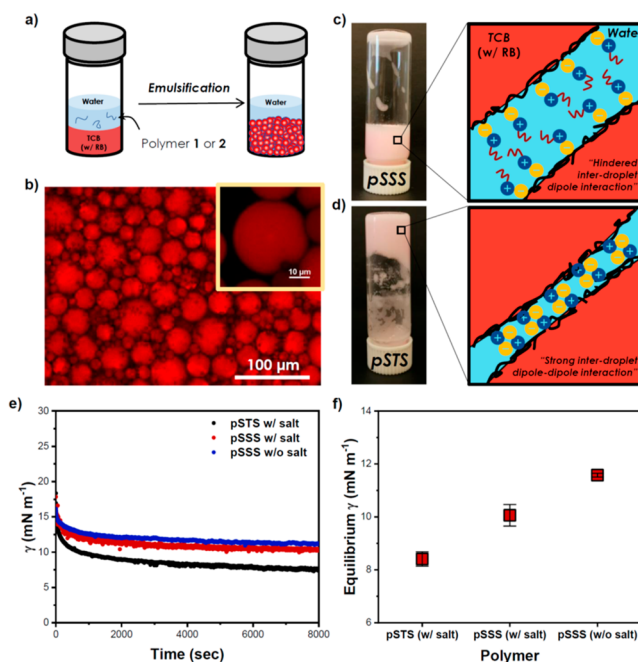 a)
Water
TCB
(w/ RB)
Emulsification
Polymer 1 or 2
Water
b)
10 μm
100 μm
c)
pSSS
TCB
(w/ RB)
Water
"Hindered
inter-droplet
dipole interaction"
d)
pSTS
"Strong inter-droplet
dipole-dipole interaction"
e)
γ (mN m-1)
30
25
20
15
10
5
0
pSTS w/ salt
pSSS w/ salt
pSSS w/o salt
0
2000
4000
6000
8000
Time (sec)
f)
Equilibrium γ (mN m-1)
12
10
8
6
pSTS (w/ salt)
pSSS (w/ salt)
pSSS (w/o salt)
Polymer